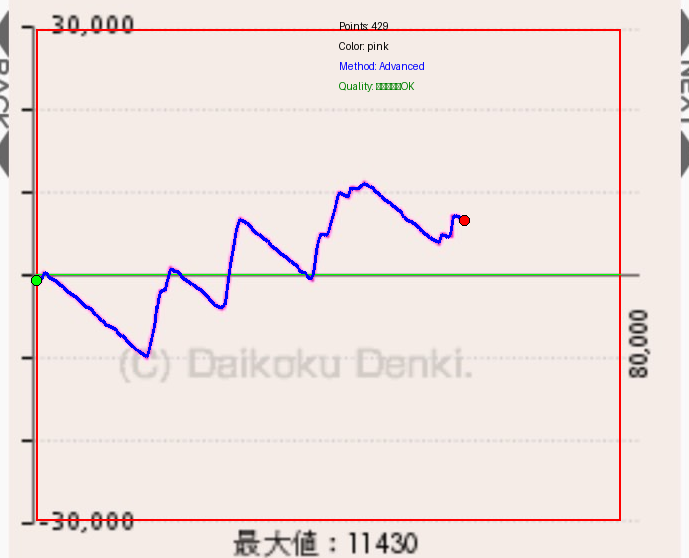 30,000
Points: 429
Color: pink
Method: Advanced
Quality: OK
BACK
NEXT
(C) Daikoku Denki.
80,000
-30,000
最大値：11430